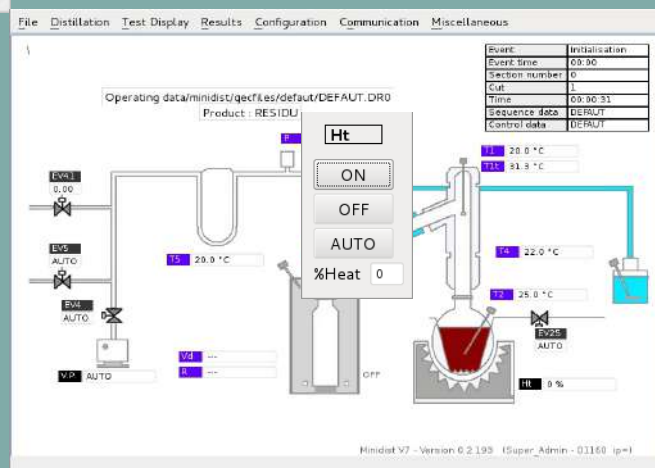 File Distillation Test Display Results Configuration Communication Miscellaneous
\
Event Initialisation
Event time 00:00
Section number 0
Cut 1
Time 00:00:31
Sequence data DEFAUT
Control data DEFAUT
Operating data/minidist/qecfiles/defaut/DEFAUT.DR0
Product : RESIDU
P
Ht
ON
OFF
AUTO
%Heat 0
T1 20.0 °C
T1t 31.3 °C
EV41
0.00
EV5
AUTO
T5 20.0 °C
T4 22.0 °C
T2 25.0 °C
EV4
AUTO
EV25
AUTO
Vd ---
R ---
V.P. AUTO
OFF
Ht 0 %
Minidist V7 - Version 0.2.193 (Super_Admin - 01160 ip=)